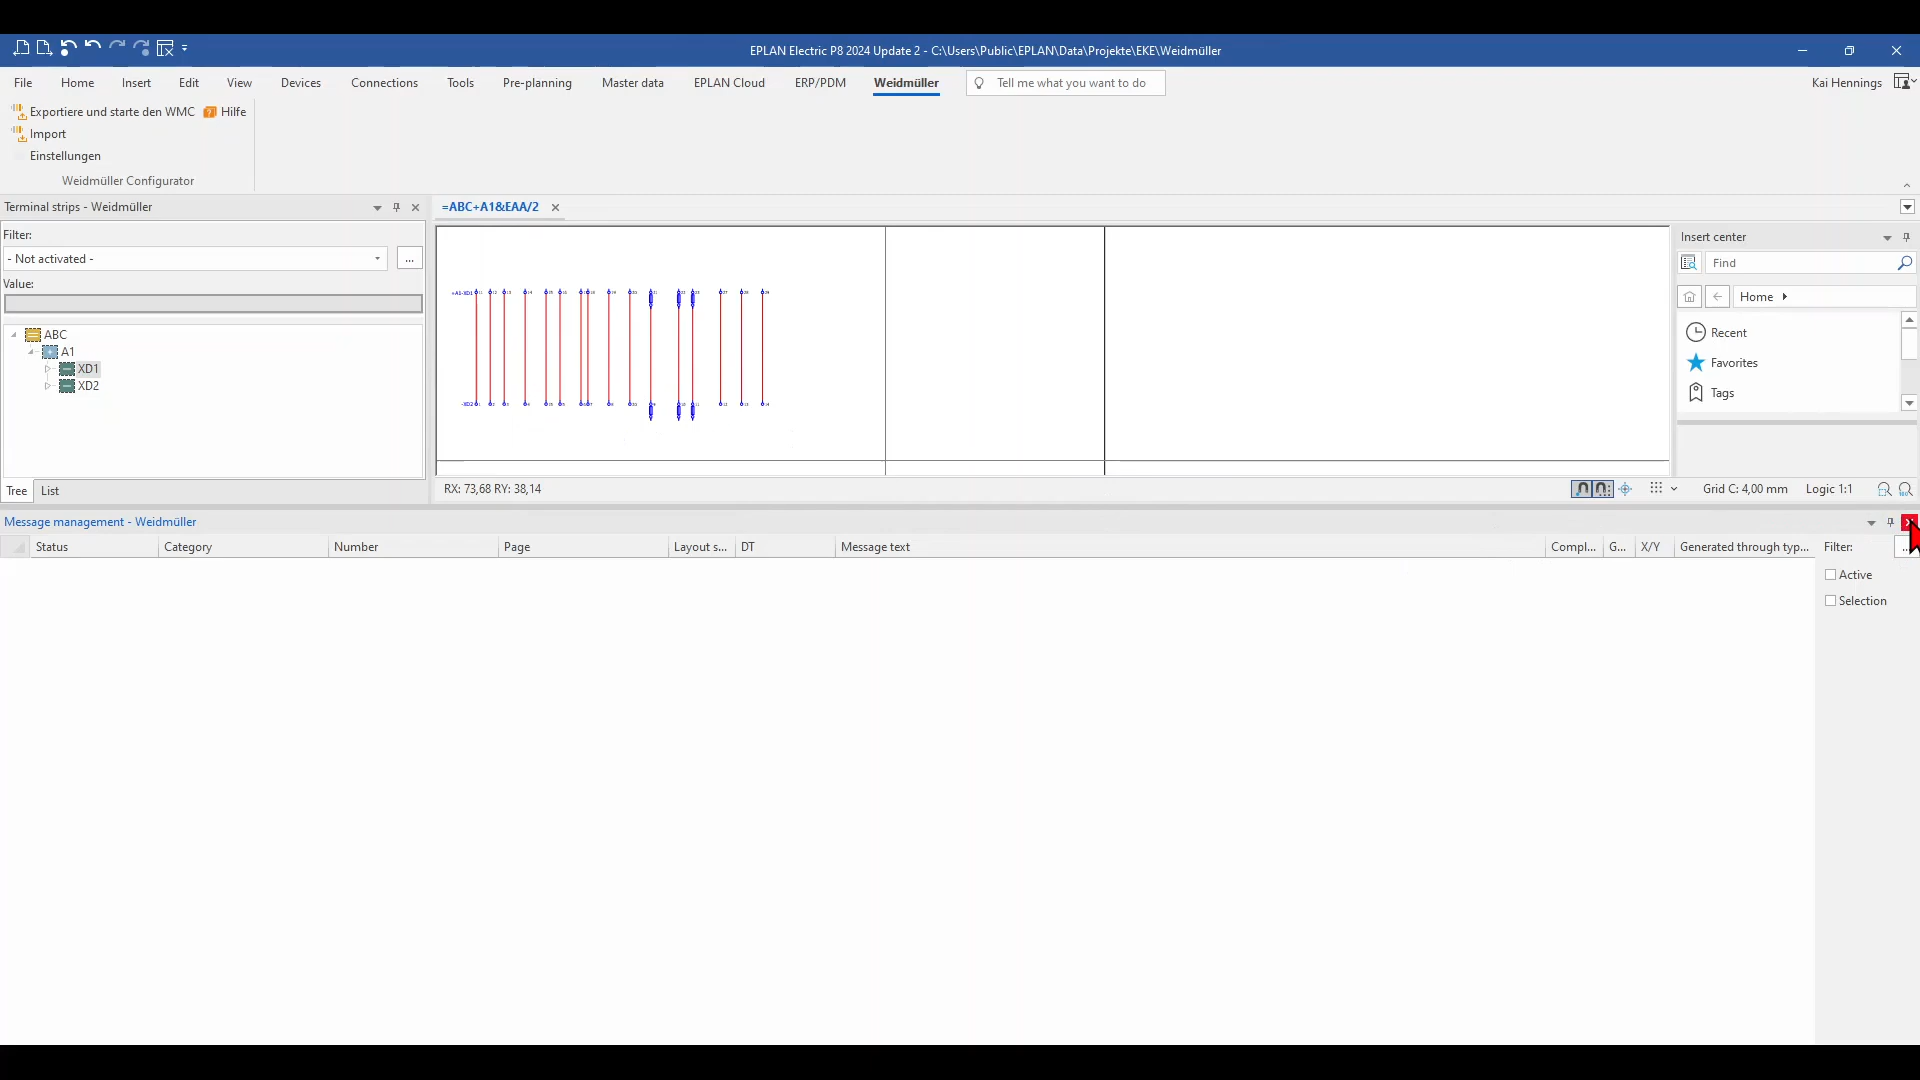 EPLAN Electric P8 2024 Update 2 - C:\Users\Public\EPLAN\Data\Projekte\EKE\Weidmüller
File Home Insert Edit View Devices Connections Tools Pre-planning Master data EPLAN Cloud ERP/PDM Weidmüller Tell me what you want to do Kai Hennings
Exportiere und starte den WMC Hilfe
Import
Einstellungen
Weidmüller Configurator
Terminal strips - Weidmüller
Filter:
- Not activated -
...
Value:
ABC
A1
XD1
XD2
Tree List
=ABC+A1&EAA/2
+A1-XD1
-XD2
RX: 73,68 RY: 38,14
Grid C: 4,00 mm Logic 1:1
Insert center
Find
Home
Recent
Favorites
Tags
Message management - Weidmüller
Status Category Number Page Layout s... DT Message text Compl... G... X/Y Generated through typ... Filter:
Active
Selection